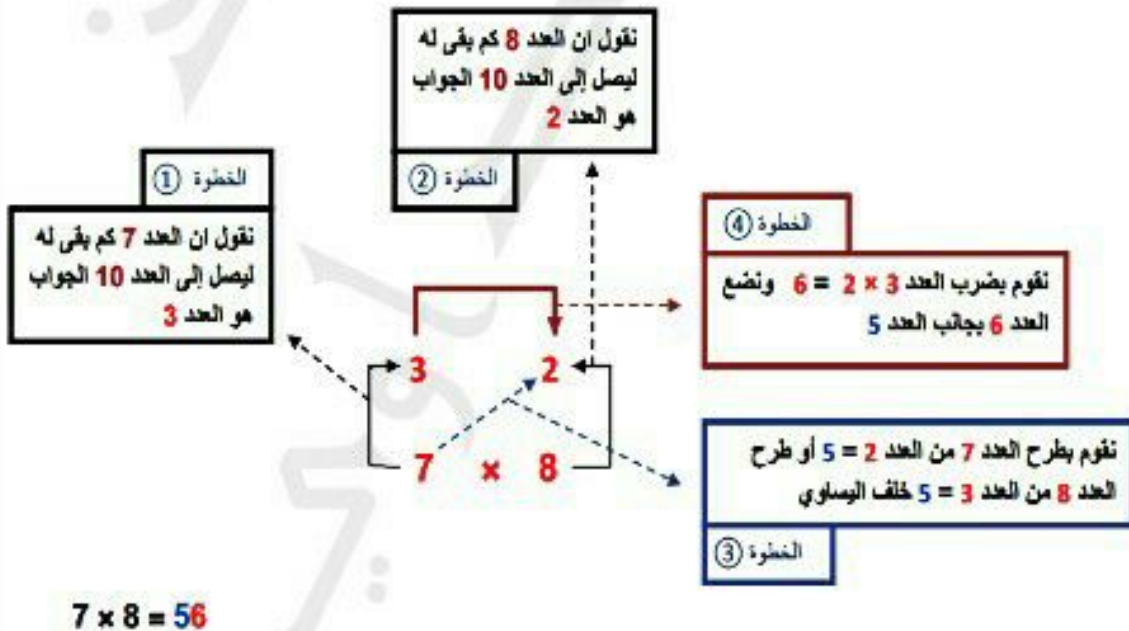 نقول ان العدد 8 كم بقى له
ليصل إلى العدد 10 الجواب
هو العدد 2
الخطوة ②
الخطوة ①
نقول ان العدد 7 كم بقى له
ليصل إلى العدد 10 الجواب
هو العدد 3
الخطوة ④
نقوم بضرب العدد 3 × 2 = 6 ونضع
العدد 6 بجانب العدد 5
3 2
7 × 8
نقوم بطرح العدد 7 من العدد 2 = 5 أو طرح
العدد 8 من العدد 3 = 5 خلف اليساوي
الخطوة ③
7 × 8 = 56